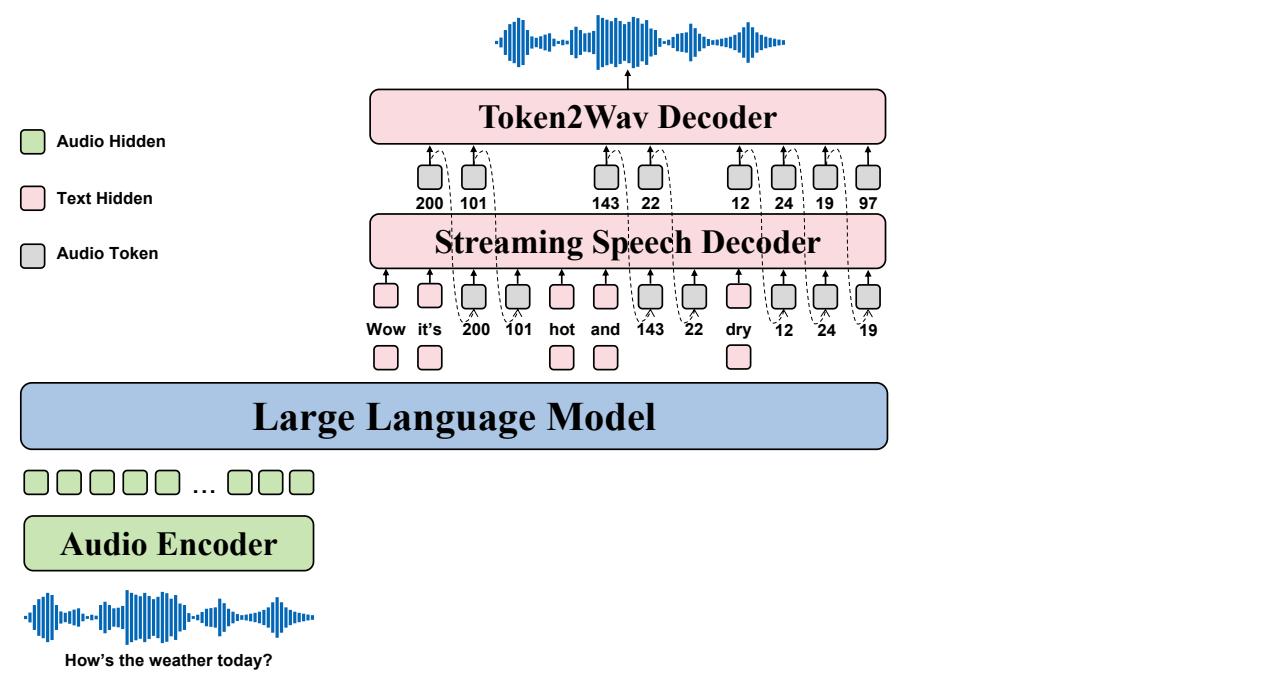 Token2Wav Decoder
Audio Hidden
Text Hidden
Audio Token
200 101 143 22 12 24 19 97
Streaming Speech Decoder
Wow it's 200 101 hot and 143 22 dry 12 24 19
Large Language Model
...
Audio Encoder
How's the weather today?